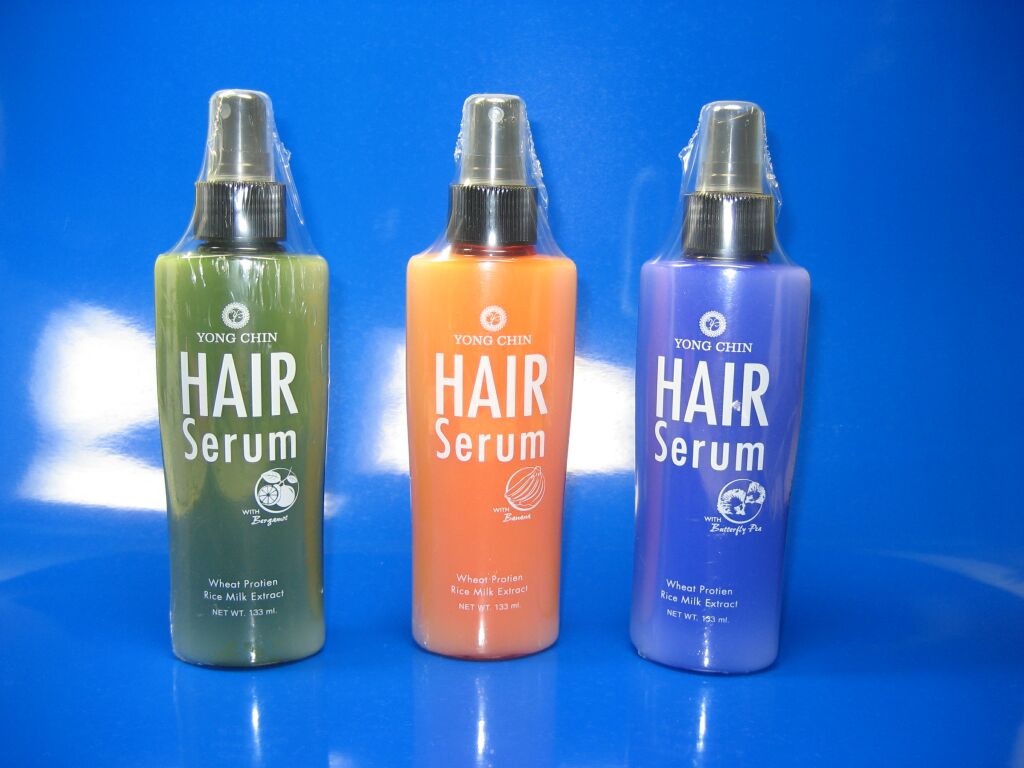 YONG CHIN
HAIR
Serum
WITH
Bergamot
Wheat Protien
Rice Milk Extract
NET WT. 133 ml.
YONG CHIN
HAIR
Serum
WITH
Banana
Wheat Protien
Rice Milk Extract
NET WT. 133 ml.
YONG CHIN
HAIR
Serum
WITH
Butterfly Pea
Wheat Protien
Rice Milk Extract
NET WT. 133 ml.